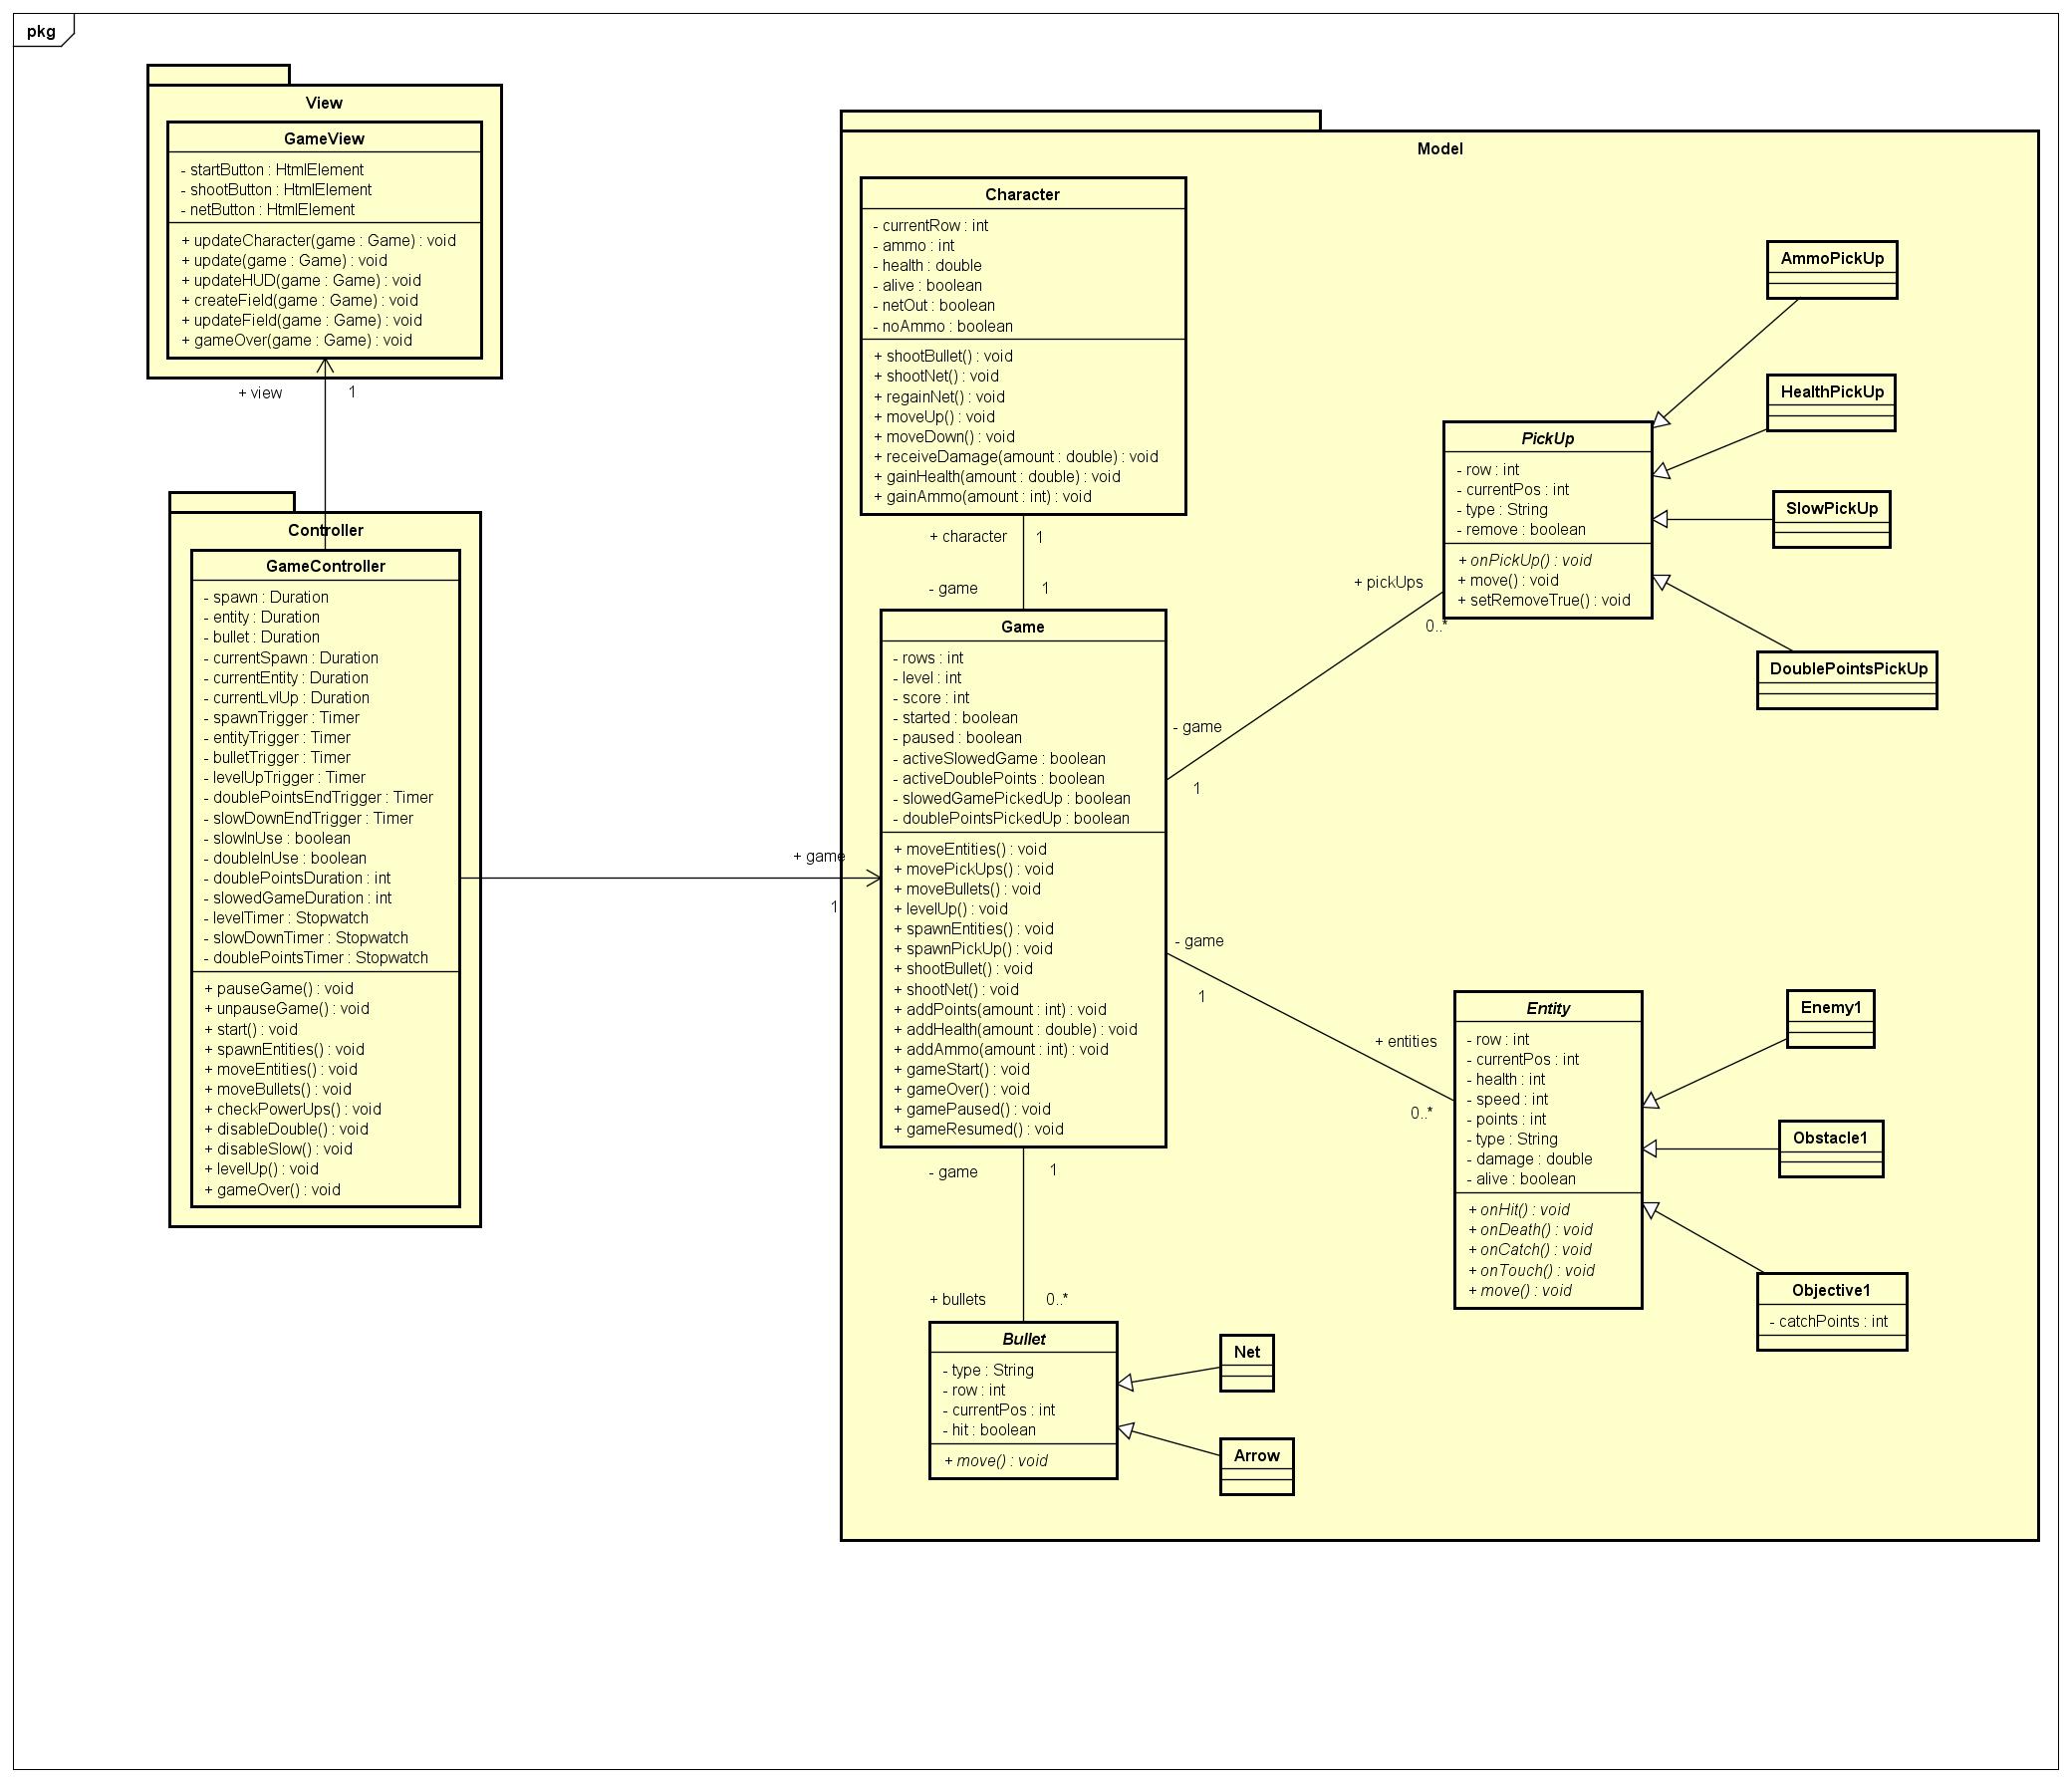 pkg
View
GameView
- startButton : HtmlElement
- shootButton : HtmlElement
- netButton : HtmlElement
+ updateCharacter(game : Game) : void
+ update(game : Game) : void
+ updateHUD(game : Game) : void
+ createField(game : Game) : void
+ updateField(game : Game) : void
+ gameOver(game : Game) : void
+ view
1
Controller
GameController
- spawn : Duration
- entity : Duration
- bullet : Duration
- currentSpawn : Duration
- currentEntity : Duration
- currentLvlUp : Duration
- spawnTrigger : Timer
- entityTrigger : Timer
- bulletTrigger : Timer
- levelUpTrigger : Timer
- doublePointsEndTrigger : Timer
- slowDownEndTrigger : Timer
- slowInUse : boolean
- doubleInUse : boolean
- doublePointsDuration : int
- slowedGameDuration : int
- levelTimer : Stopwatch
- slowDownTimer : Stopwatch
- doublePointsTimer : Stopwatch
+ pauseGame() : void
+ unpauseGame() : void
+ start() : void
+ spawnEntities() : void
+ moveEntities() : void
+ moveBullets() : void
+ checkPowerUps() : void
+ disableDouble() : void
+ disableSlow() : void
+ levelUp() : void
+ gameOver() : void
+ game
1
Model
Character
- currentRow : int
- ammo : int
- health : double
- alive : boolean
- netOut : boolean
- noAmmo : boolean
+ shootBullet() : void
+ shootNet() : void
+ regainNet() : void
+ moveUp() : void
+ moveDown() : void
+ receiveDamage(amount : double) : void
+ gainHealth(amount : double) : void
+ gainAmmo(amount : int) : void
+ character
1
- game
1
Game
- rows : int
- level : int
- score : int
- started : boolean
- paused : boolean
- activeSlowedGame : boolean
- activeDoublePoints : boolean
- slowedGamePickedUp : boolean
- doublePointsPickedUp : boolean
+ moveEntities() : void
+ movePickUps() : void
+ moveBullets() : void
+ levelUp() : void
+ spawnEntities() : void
+ spawnPickUp() : void
+ shootBullet() : void
+ shootNet() : void
+ addPoints(amount : int) : void
+ addHealth(amount : double) : void
+ addAmmo(amount : int) : void
+ gameStart() : void
+ gameOver() : void
+ gamePaused() : void
+ gameResumed() : void
- game
1
+ bullets
0..*
Bullet
- type : String
- row : int
- currentPos : int
- hit : boolean
+ move() : void
Net
Arrow
- game
1
+ pickUps
0..*
PickUp
- row : int
- currentPos : int
- type : String
- remove : boolean
+ onPickUp() : void
+ move() : void
+ setRemoveTrue() : void
AmmoPickUp
HealthPickUp
SlowPickUp
DoublePointsPickUp
- game
1
+ entities
0..*
Entity
- row : int
- currentPos : int
- health : int
- speed : int
- points : int
- type : String
- damage : double
- alive : boolean
+ onHit() : void
+ onDeath() : void
+ onCatch() : void
+ onTouch() : void
+ move() : void
Enemy1
Obstacle1
Objective1
- catchPoints : int